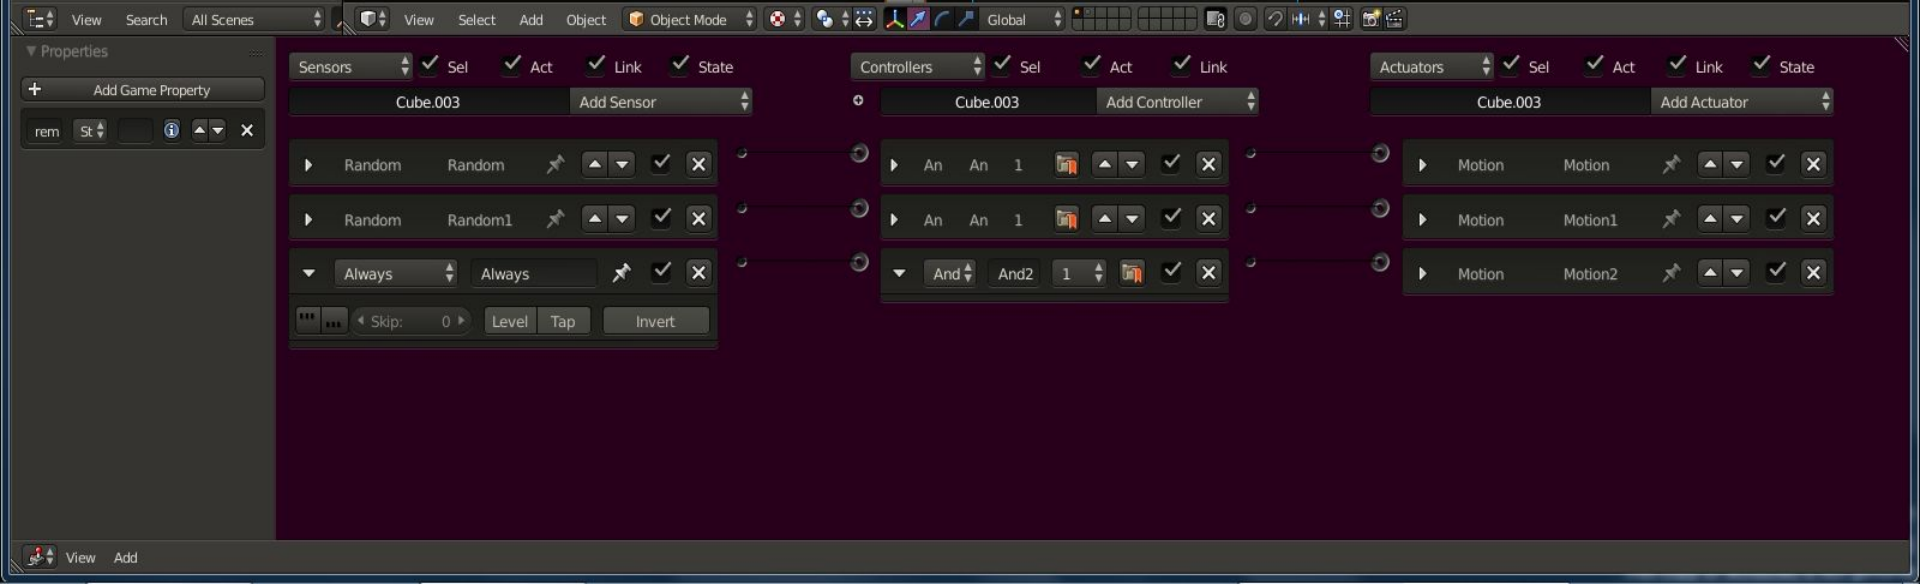 View Search All Scenes View Select Add Object Object Mode Global
Properties
Sensors Sel Act Link State Controllers Sel Act Link Actuators Sel Act Link State
Add Game Property
Cube.003 Add Sensor Cube.003 Add Controller Cube.003 Add Actuator
rem St
Random Random An An 1 Motion Motion
Random Random1 An An 1 Motion Motion1
Always Always And And2 1 Motion Motion2
Skip: 0 Level Tap Invert
View Add